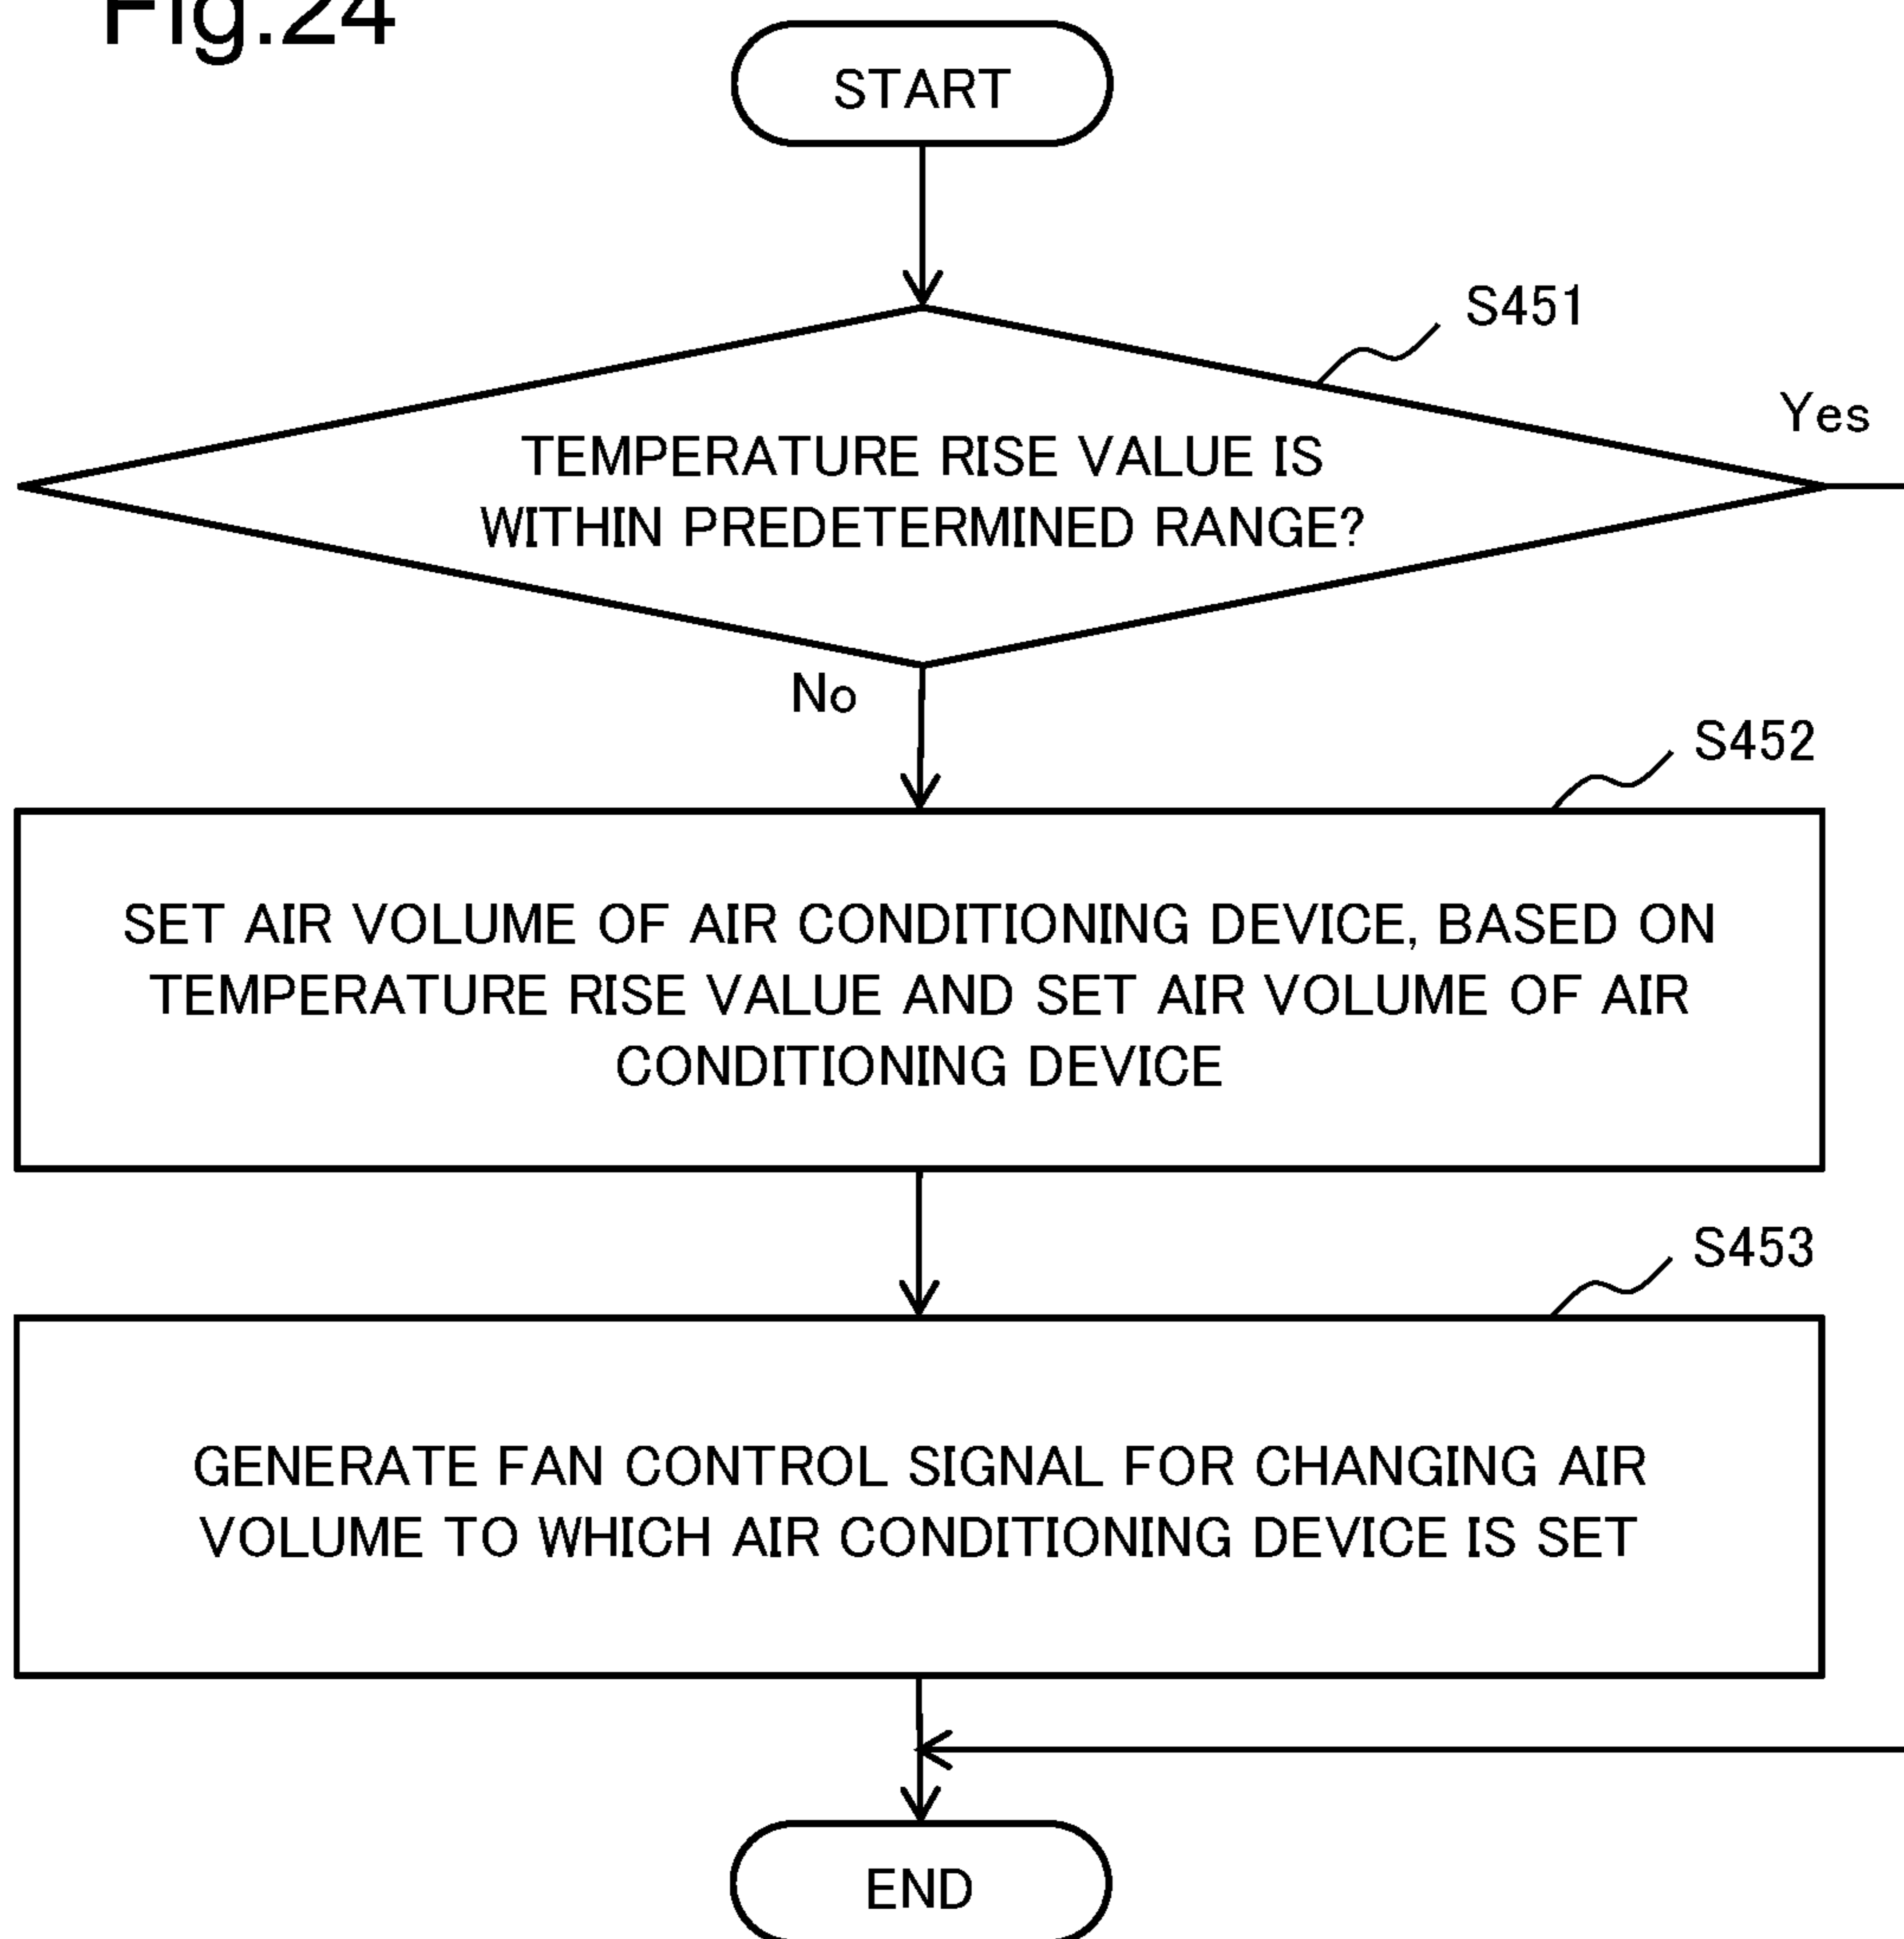 Fig.24
START
S451
Yes
TEMPERATURE RISE VALUE IS
WITHIN PREDETERMINED RANGE?
No
S452
SET AIR VOLUME OF AIR CONDITIONING DEVICE, BASED ON
TEMPERATURE RISE VALUE AND SET AIR VOLUME OF AIR
CONDITIONING DEVICE
S453
GENERATE FAN CONTROL SIGNAL FOR CHANGING AIR
VOLUME TO WHICH AIR CONDITIONING DEVICE IS SET
END